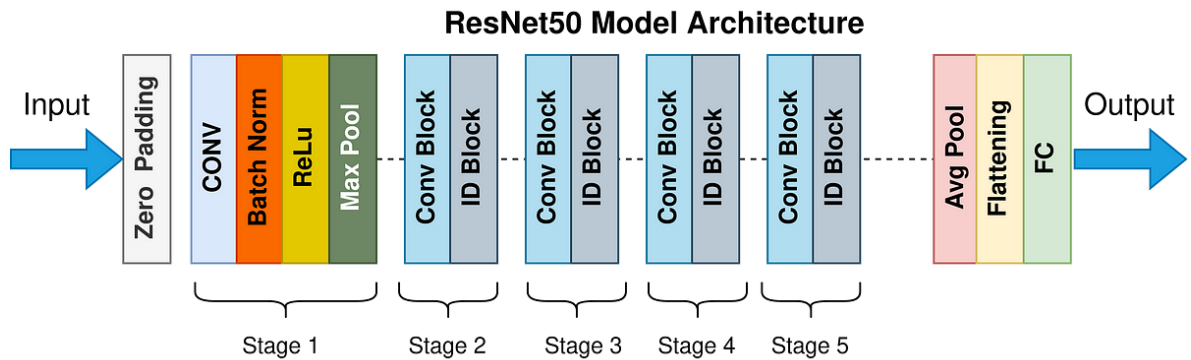 ResNet50 Model Architecture
Input
Zero Padding
CONV
Batch Norm
ReLu
Max Pool
Conv Block
ID Block
Conv Block
ID Block
Conv Block
ID Block
Conv Block
ID Block
Avg Pool
Flattening
FC
Output
Stage 1
Stage 2
Stage 3
Stage 4
Stage 5